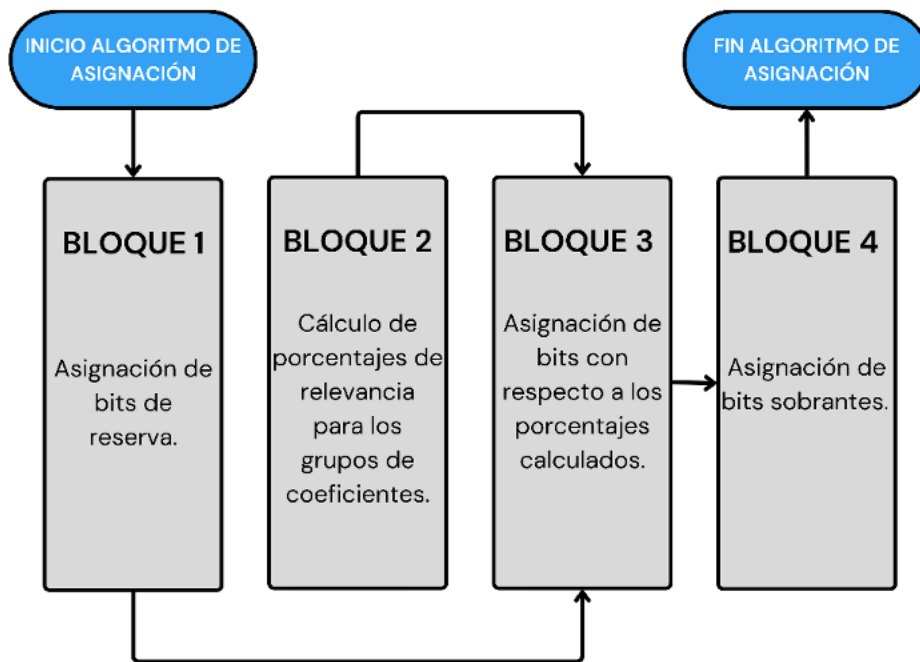 INICIO ALGORITMO DE
ASIGNACIÓN
FIN ALGORITMO DE
ASIGNACIÓN
BLOQUE 1
Asignación de
bits de
reserva.
BLOQUE 2
Cálculo de
porcentajes de
relevancia
para los
grupos de
coeficientes.
BLOQUE 3
Asignación de
bits con
respecto a los
porcentajes
calculados.
BLOQUE 4
Asignación de
bits sobrantes.